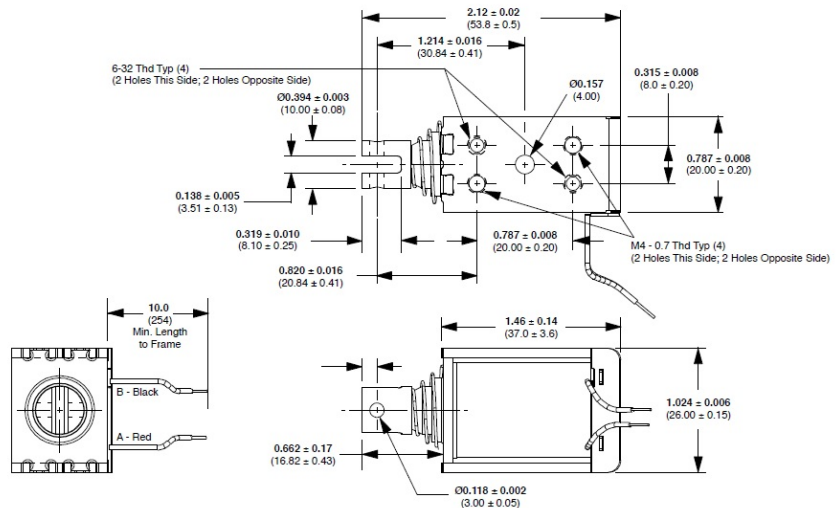 2.12 ± 0.02
(53.8 ± 0.5)
1.214 ± 0.016
(30.84 ± 0.41)
6-32 Thd Typ (4)
(2 Holes This Side; 2 Holes Opposite Side)
Ø0.157
(4.00)
0.315 ± 0.008
(8.0 ± 0.20)
Ø0.394 ± 0.003
(10.00 ± 0.08)
0.787 ± 0.008
(20.00 ± 0.20)
0.138 ± 0.005
(3.51 ± 0.13)
0.319 ± 0.010
(8.10 ± 0.25)
0.787 ± 0.008
(20.00 ± 0.20)
M4 - 0.7 Thd Typ (4)
(2 Holes This Side; 2 Holes Opposite Side)
0.820 ± 0.016
(20.84 ± 0.41)
10.0
(254)
Min. Length
to Frame
1.46 ± 0.14
(37.0 ± 3.6)
B - Black
A - Red
1.024 ± 0.006
(26.00 ± 0.15)
0.662 ± 0.17
(16.82 ± 0.43)
Ø0.118 ± 0.002
(3.00 ± 0.05)